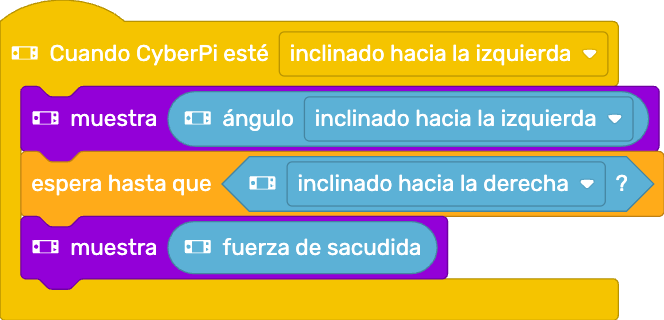 Cuando CyberPi esté inclinado hacia la izquierda
muestra ángulo inclinado hacia la izquierda
espera hasta que inclinado hacia la derecha ?
muestra fuerza de sacudida